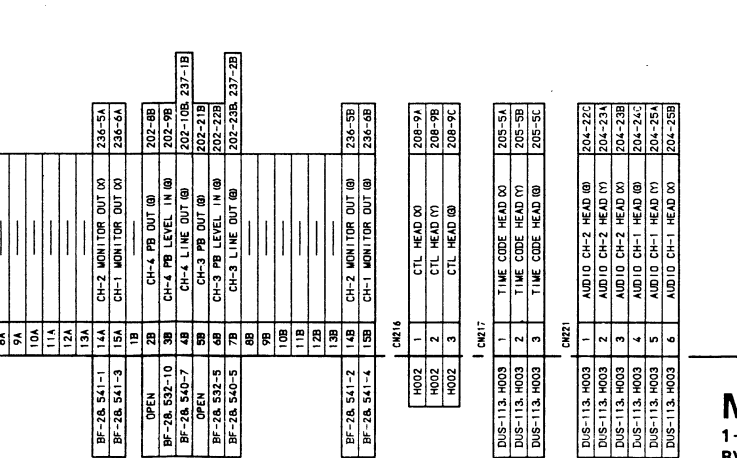 8A
9A
10A
11A
12A
13A
BF-28, 541-1 14A CH-2 MONITOR OUT (X) 236-5A
BF-28, 541-3 15A CH-1 MONITOR OUT (X) 236-6A
1B
OPEN 2B CH-4 PB OUT (G) 202-8B
BF-28, 532-10 3B CH-4 PB LEVEL IN (G) 202-9B
BF-28, 540-7 4B CH-4 LINE OUT (G) 202-10B, 237-1B
OPEN 5B CH-3 PB OUT (G) 202-21B
BF-28, 532-5 6B CH-3 PB LEVEL IN (G) 202-22B
BF-28, 540-5 7B CH-3 LINE OUT (G) 202-23B, 237-2B
8B
9B
10B
11B
12B
13B
BF-28, 541-2 14B CH-2 MONITOR OUT (G) 236-5B
BF-28, 541-4 15B CH-1 MONITOR OUT (G) 236-6B
CN216
H002 1 CTL HEAD (X) 208-9A
H002 2 CTL HEAD (Y) 208-9B
H002 3 CTL HEAD (G) 208-9C
CN217
DUS-113, H003 1 TIME CODE HEAD (X) 205-5A
DUS-113, H003 2 TIME CODE HEAD (Y) 205-5B
DUS-113, H003 3 TIME CODE HEAD (G) 205-5C
CN221
DUS-113, H003 1 AUDIO CH-2 HEAD (G) 204-22C
DUS-113, H003 2 AUDIO CH-2 HEAD (Y) 204-23A
DUS-113, H003 3 AUDIO CH-2 HEAD (X) 204-23B
DUS-113, H003 4 AUDIO CH-1 HEAD (G) 204-24C
DUS-113, H003 5 AUDIO CH-1 HEAD (Y) 204-25A
DUS-113, H003 6 AUDIO CH-1 HEAD (X) 204-25B
1-